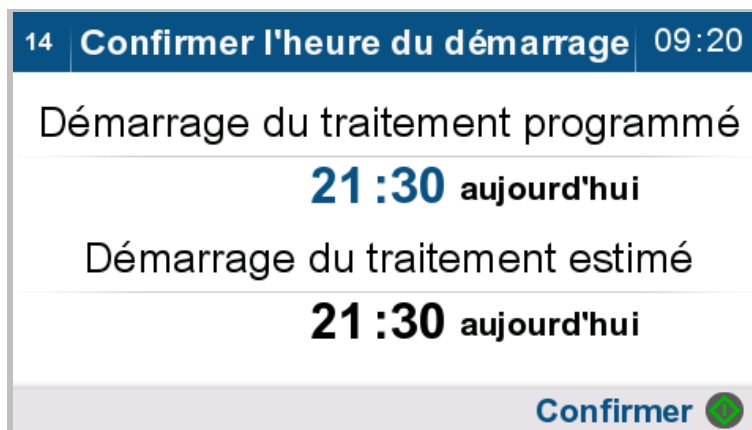 14 Confirmer l'heure du démarrage 09:20
Démarrage du traitement programmé
21:30 aujourd'hui
Démarrage du traitement estimé
21:30 aujourd'hui
Confirmer